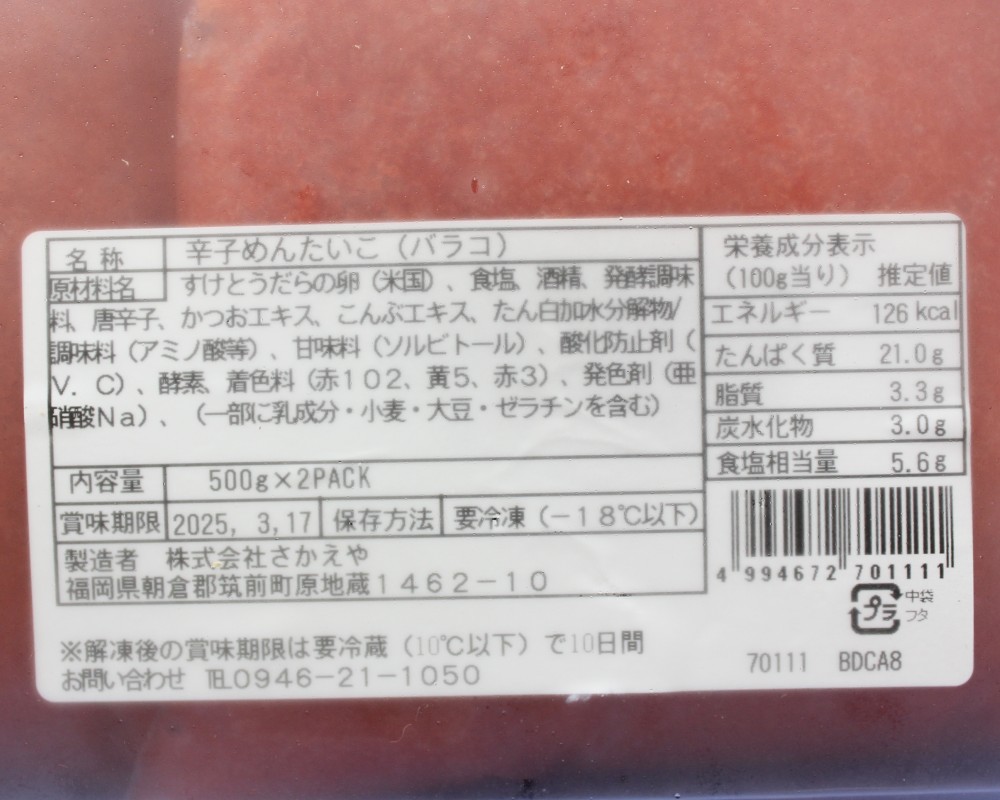 名称 辛子めんたいこ（バラコ）
原材料名 すけとうだらの卵（米国）、食塩、酒精、発酵調味
料、唐辛子、かつおエキス、こんぶエキス、たん白加水分解物/
調味料（アミノ酸等）、甘味料（ソルビトール）、酸化防止剤（
V．C）、酵素、着色料（赤102、黄5、赤3）、発色剤（亜
硝酸Na）、（一部に乳成分・小麦・大豆・ゼラチンを含む）
内容量 500g×2PACK
賞味期限 2025, 3,17 保存方法 要冷凍（－18℃以下）
製造者 株式会社さかえや
福岡県朝倉郡筑前町原地蔵1462－10
※解凍後の賞味期限は要冷蔵（10℃以下）で10日間
お問い合わせ ℡0946－21－1050
栄養成分表示
（100g当り） 推定値
エネルギー 126 kcal
たんぱく質 21.0g
脂質 3.3g
炭水化物 3.0g
食塩相当量 5.6g
4 994672 701111
プラ 中袋
フタ
70111 BDCA8